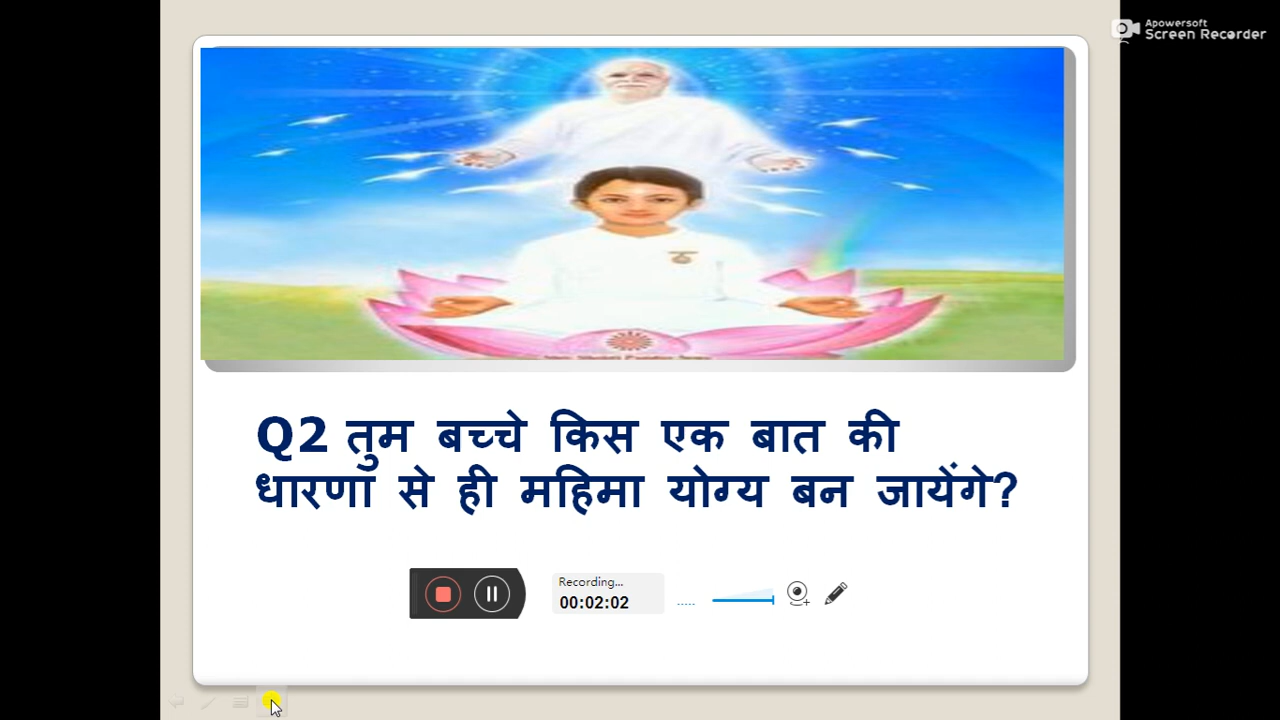 Apowersoft
Screen Recorder
Q2 तुम बच्चे किस एक बात की
धारणा से ही महिमा योग्य बन जायेंगे?
Recording...
00:02:02